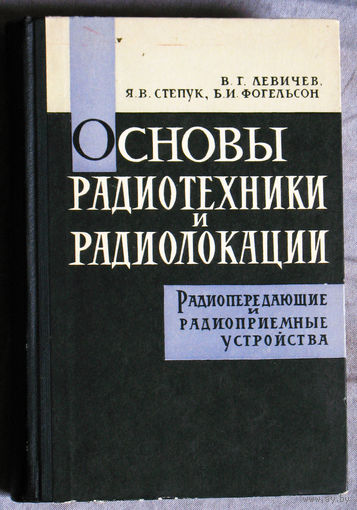 В. Г. ЛЕВИЧЕВ,
Я. В. СТЕПУК, Б. И. ФОГЕЛЬСОН
ОСНОВЫ
РАДИОТЕХНИКИ
И
РАДИОЛОКАЦИИ
РАДИОПЕРЕДАЮЩИЕ
И
РАДИОПРИЕМНЫЕ
УСТРОЙСТВА